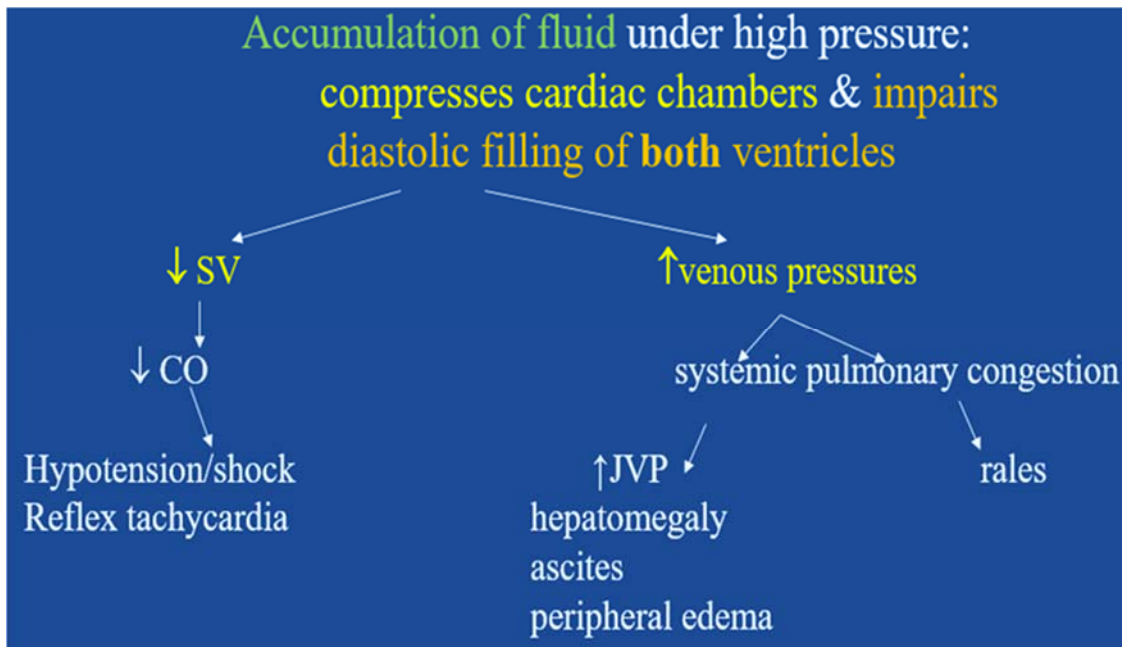 Accumulation of fluid under high pressure:
compresses cardiac chambers & impairs
diastolic filling of both ventricles
↓ SV
↑venous pressures
↓ CO
systemic pulmonary congestion
Hypotension/shock
Reflex tachycardia
↑JVP
hepatomegaly
ascites
peripheral edema
rales